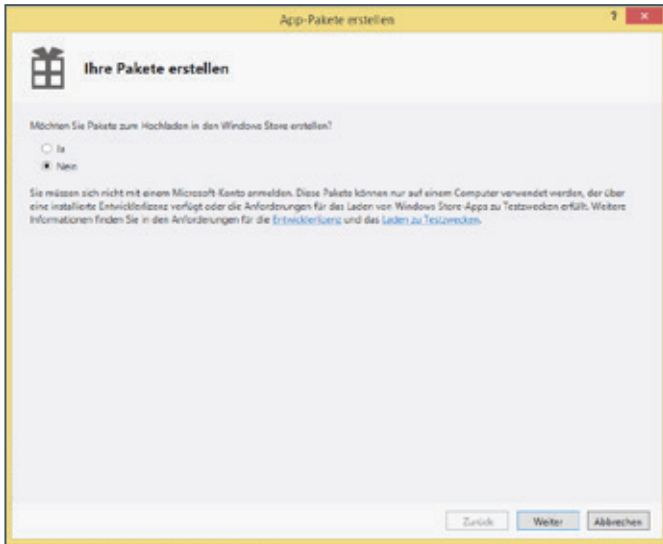 App-Pakete erstellen
?
Ihre Pakete erstellen
Möchten Sie Pakete zum Hochladen in den Windows Store erstellen?
Ja
Nein
Sie müssen sich nicht mit einem Microsoft-Konto anmelden. Diese Pakete können nur auf einem Computer verwendet werden, der über
eine installierte Entwicklerlizenz verfügt oder die Anforderungen für das Laden von Windows Store-Apps zu Testzwecken erfüllt. Weitere
Informationen finden Sie in den Anforderungen für die Entwicklerlizenz und das Laden zu Testzwecken.
Zurück Weiter Abbrechen